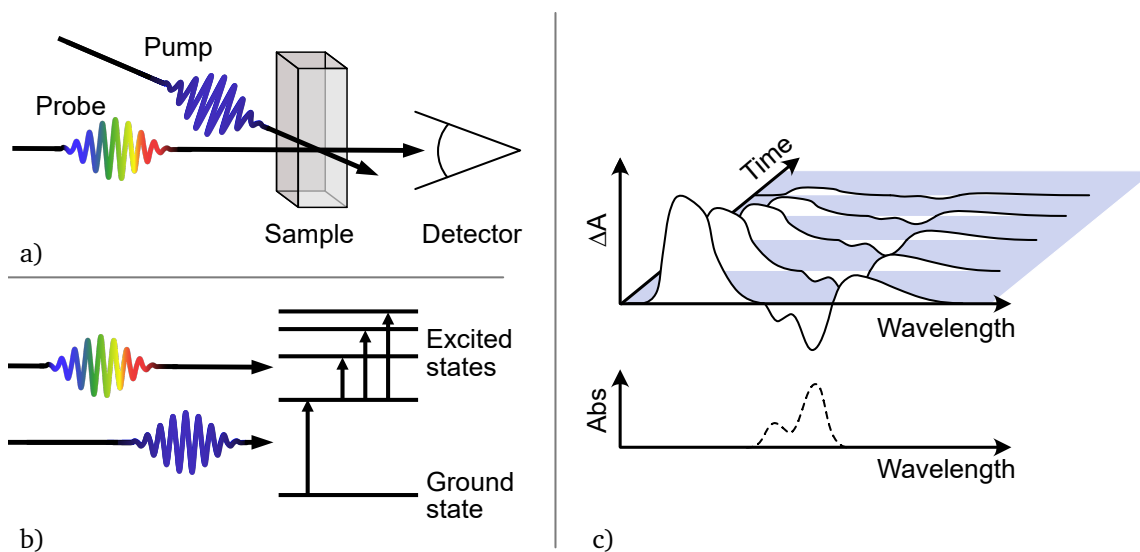 Pump
Probe
Sample
Detector
a)
Excited
states
Ground
state
b)
Time
ΔA
Wavelength
Abs
Wavelength
c)